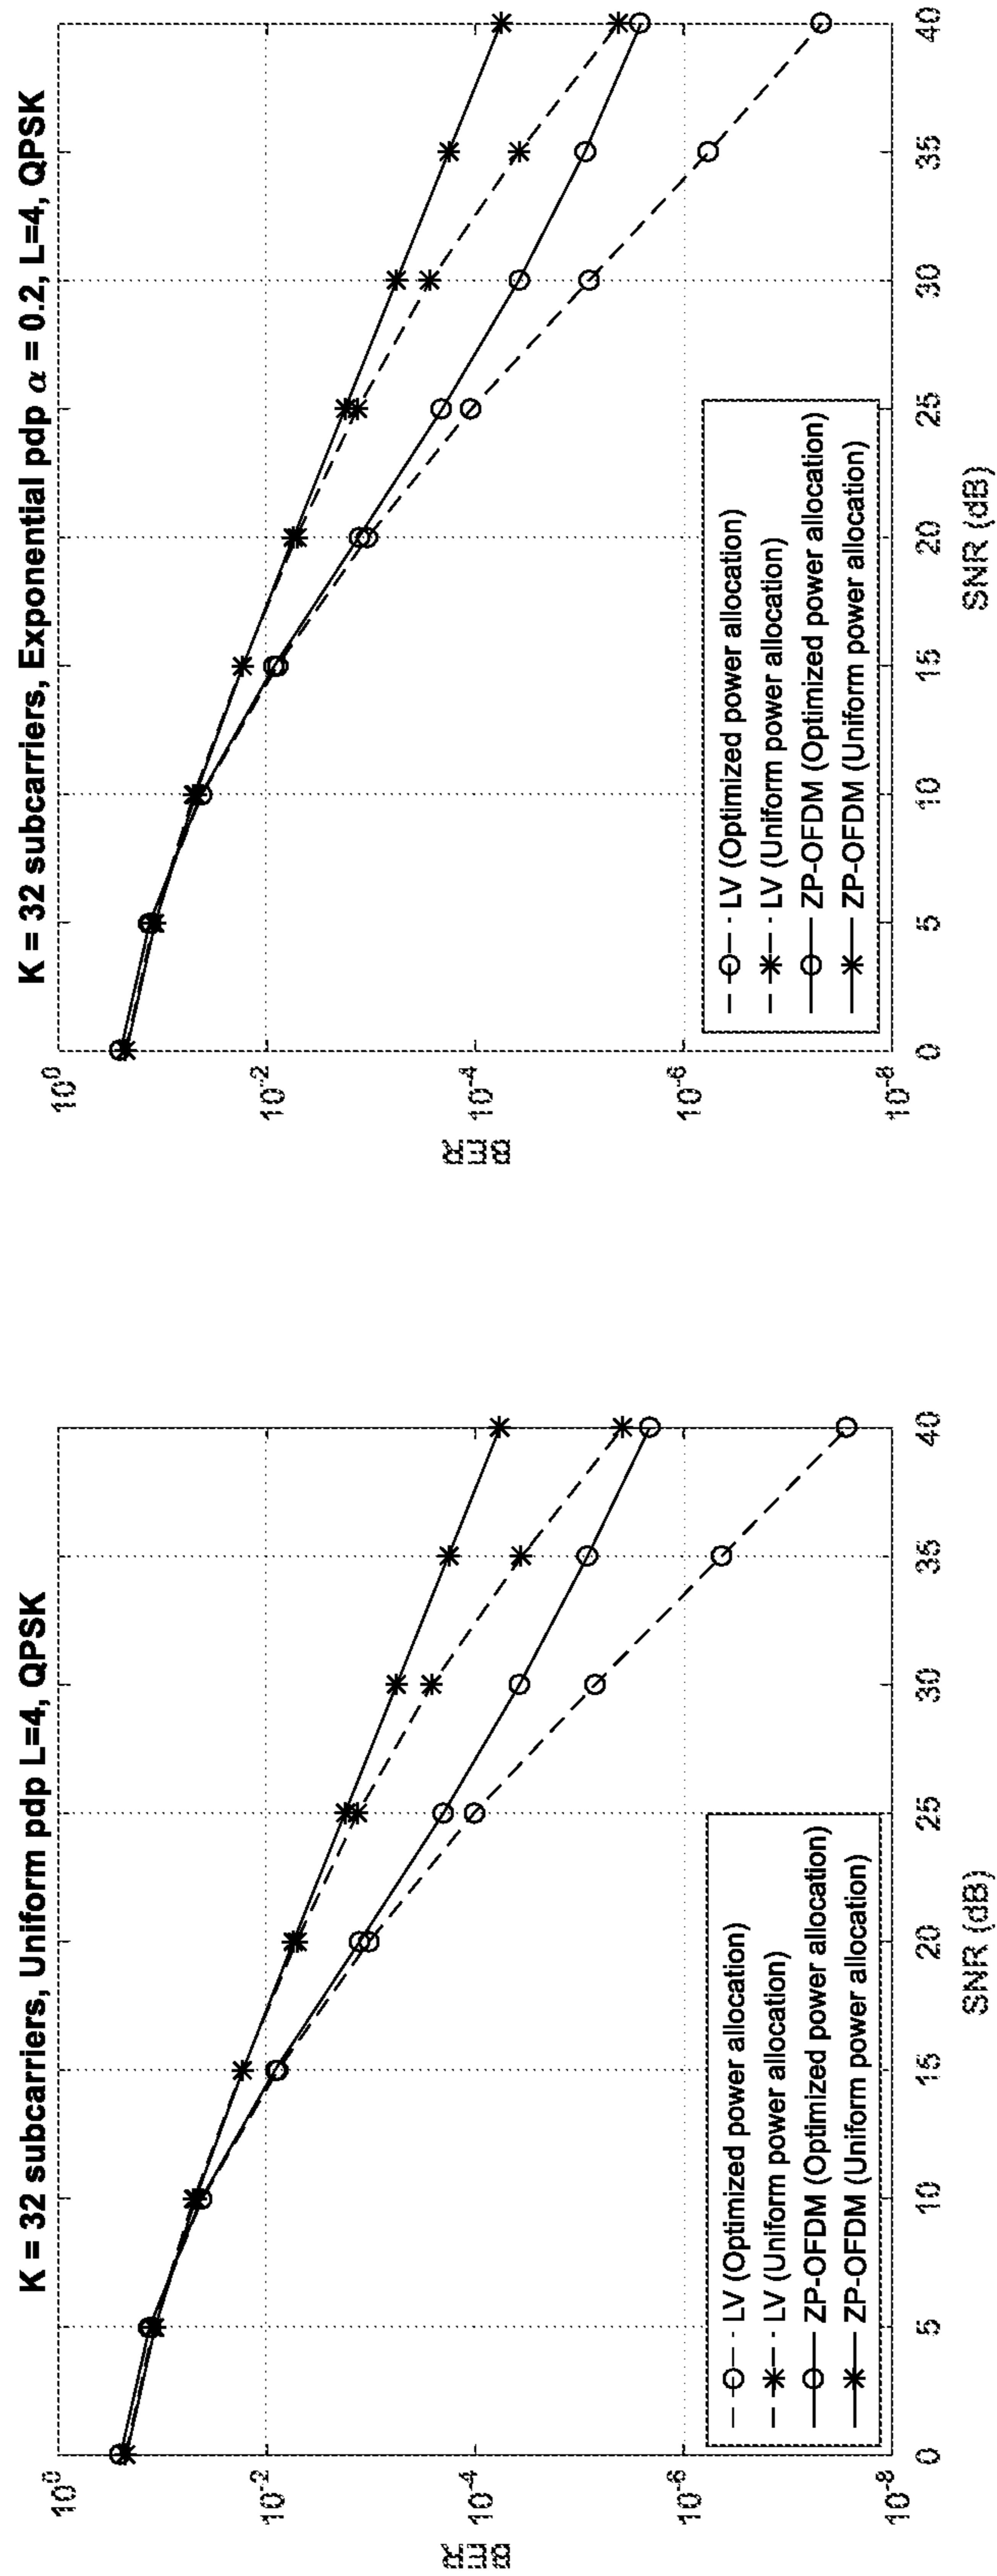 K = 32 subcarriers, Uniform pdp L=4, QPSK
10^0
10^-2
10^-4
10^-6
10^-8
BER
LV (Optimized power allocation)
LV (Uniform power allocation)
ZP-OFDM (Optimized power allocation)
ZP-OFDM (Uniform power allocation)
0 5 10 15 20 25 30 35 40
SNR (dB)
K = 32 subcarriers, Exponential pdp α = 0.2, L=4, QPSK
10^0
10^-2
10^-4
10^-6
10^-8
BER
LV (Optimized power allocation)
LV (Uniform power allocation)
ZP-OFDM (Optimized power allocation)
ZP-OFDM (Uniform power allocation)
0 5 10 15 20 25 30 35 40
SNR (dB)